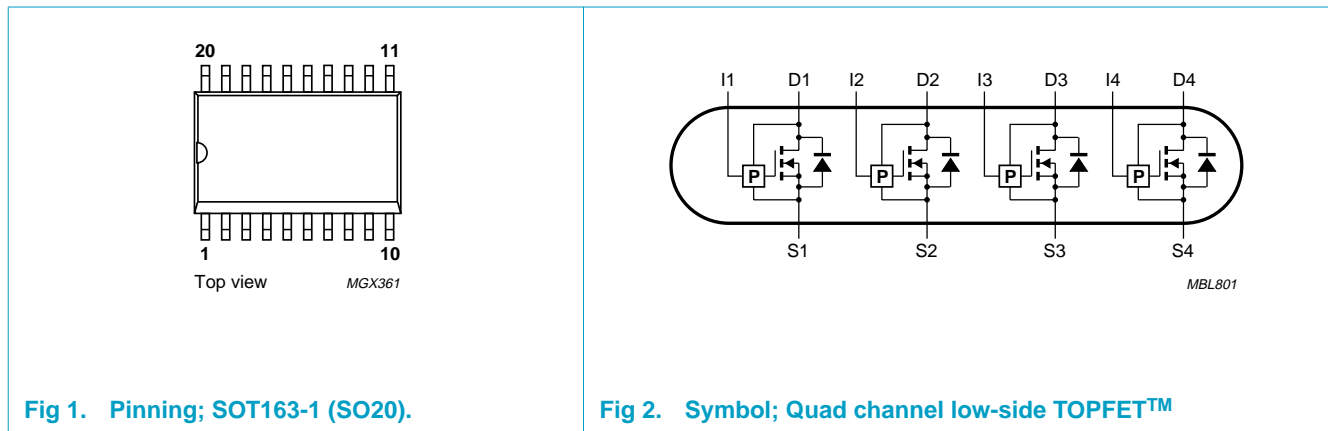 20 11
1 10
Top view MGX361
Fig 1. Pinning; SOT163-1 (SO20).
I1 D1 I2 D2 I3 D3 I4 D4
P P P P
S1 S2 S3 S4
MBL801
Fig 2. Symbol; Quad channel low-side TOPFET™